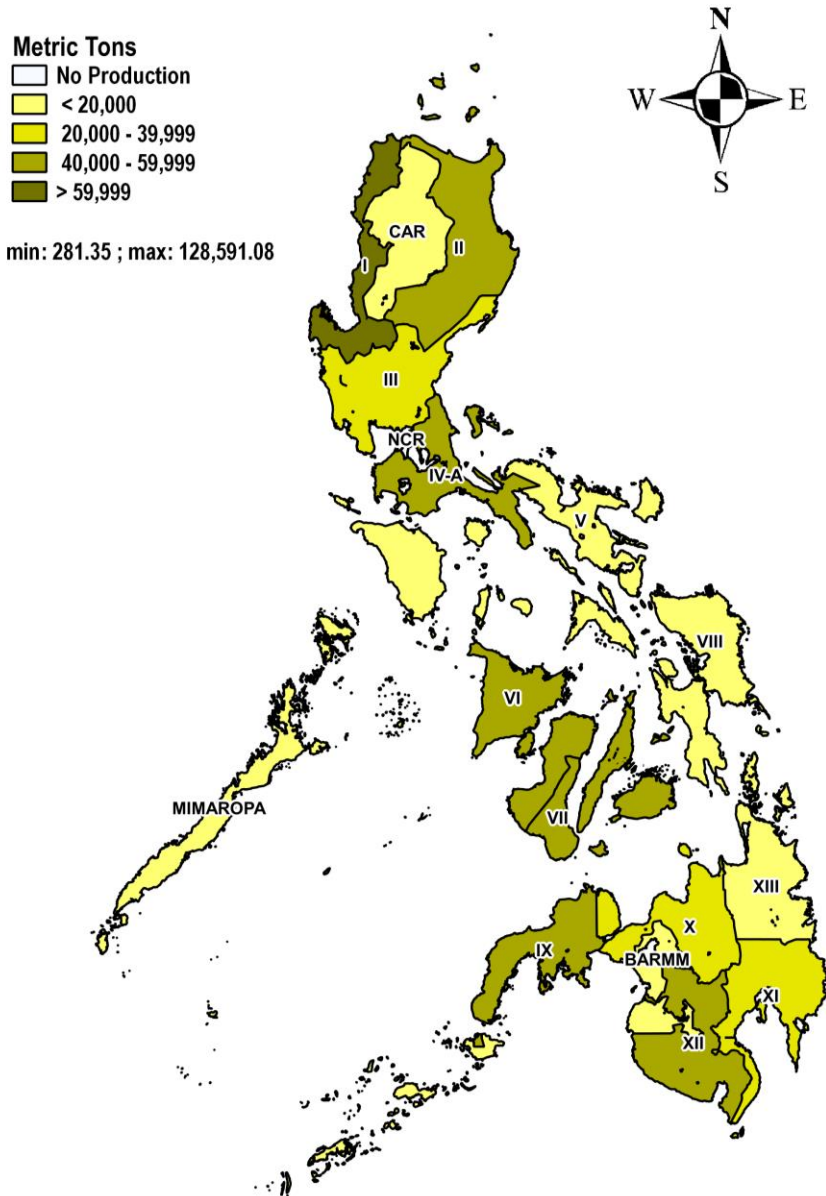 Metric Tons
No Production
< 20,000
20,000 - 39,999
40,000 - 59,999
> 59,999
min: 281.35 ; max: 128,591.08
N
W
E
S
CAR
II
I
III
NCR
IV-A
V
VIII
VI
MIMAROPA
VII
XIII
X
IX
BARMM
XI
XII